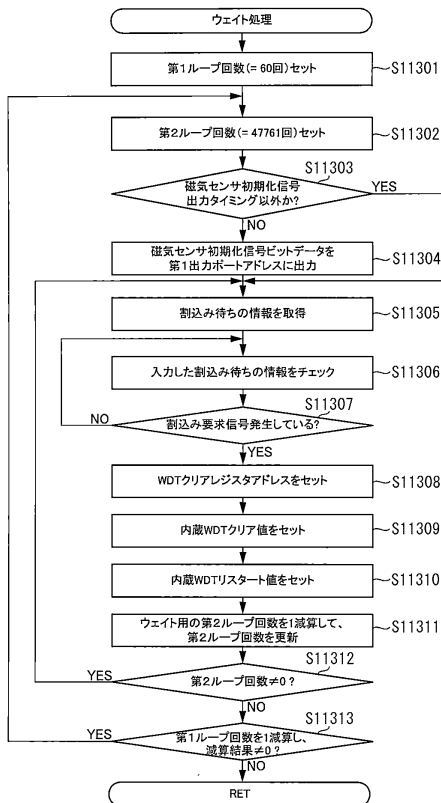 ウェイト処理
第1ループ回数(= 60回)セット
S11301
第2ループ回数(= 47761回)セット
S11302
S11303
磁気センサ初期化信号
出力タイミング以外か?
YES
NO
磁気センサ初期化信号ビットデータを
第1出力ポートアドレスに出力
S11304
割込み待ちの情報を取得
S11305
入力した割込み待ちの情報をチェック
S11306
S11307
割込み要求信号発生している?
NO
YES
WDTクリアレジスタアドレスをセット
S11308
内蔵WDTクリア値をセット
S11309
内蔵WDTリスタート値をセット
S11310
ウェイト用の第2ループ回数を1減算して、
第2ループ回数を更新
S11311
S11312
YES
第2ループ回数≠0?
NO
S11313
YES
第1ループ回数を1減算し、
減算結果≠0?
NO
RET